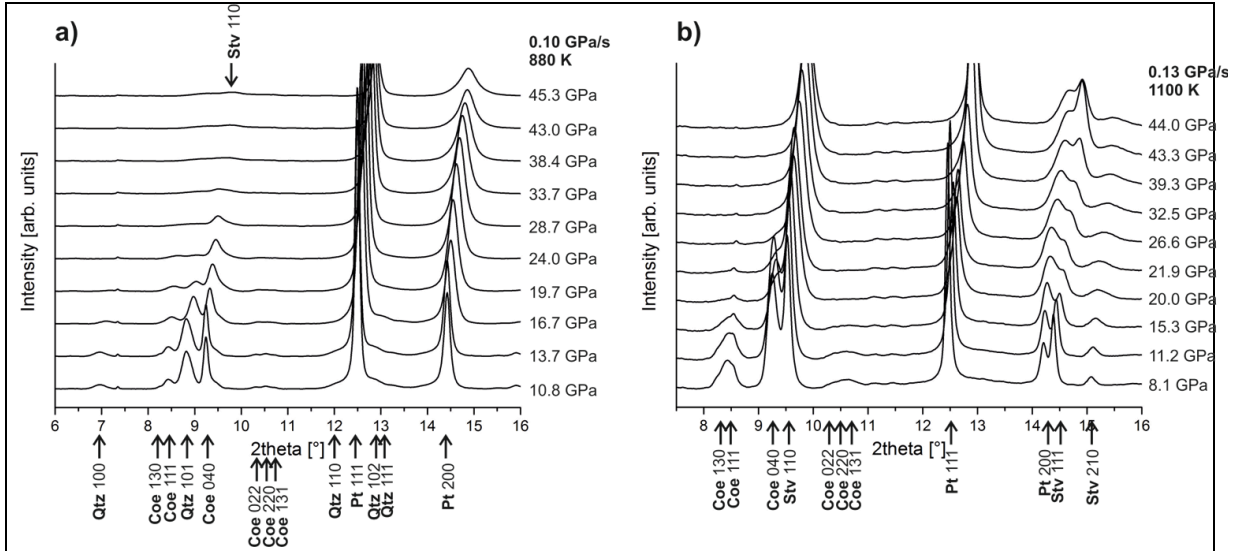 a)
Stv 110
0.10 GPa/s
880 K
45.3 GPa
43.0 GPa
38.4 GPa
33.7 GPa
28.7 GPa
24.0 GPa
19.7 GPa
16.7 GPa
13.7 GPa
10.8 GPa
Intensity [arb. units]
6 7 8 9 10 11 12 13 14 15 16
2theta [°]
Qtz 100
Coe 130
Coe 111
Qtz 101
Coe 040
Coe 022
Coe 220
Coe 131
Qtz 110
Pt 111
Qtz 102
Qtz 111
Pt 200
b)
0.13 GPa/s
1100 K
44.0 GPa
43.3 GPa
39.3 GPa
32.5 GPa
26.6 GPa
21.9 GPa
20.0 GPa
15.3 GPa
11.2 GPa
8.1 GPa
Intensity [arb. units]
8 9 10 11 12 13 14 15 16
2theta [°]
Coe 130
Coe 111
Coe 040
Stv 110
Coe 022
Coe 220
Coe 131
Pt 111
Pt 200
Stv 111
Stv 210